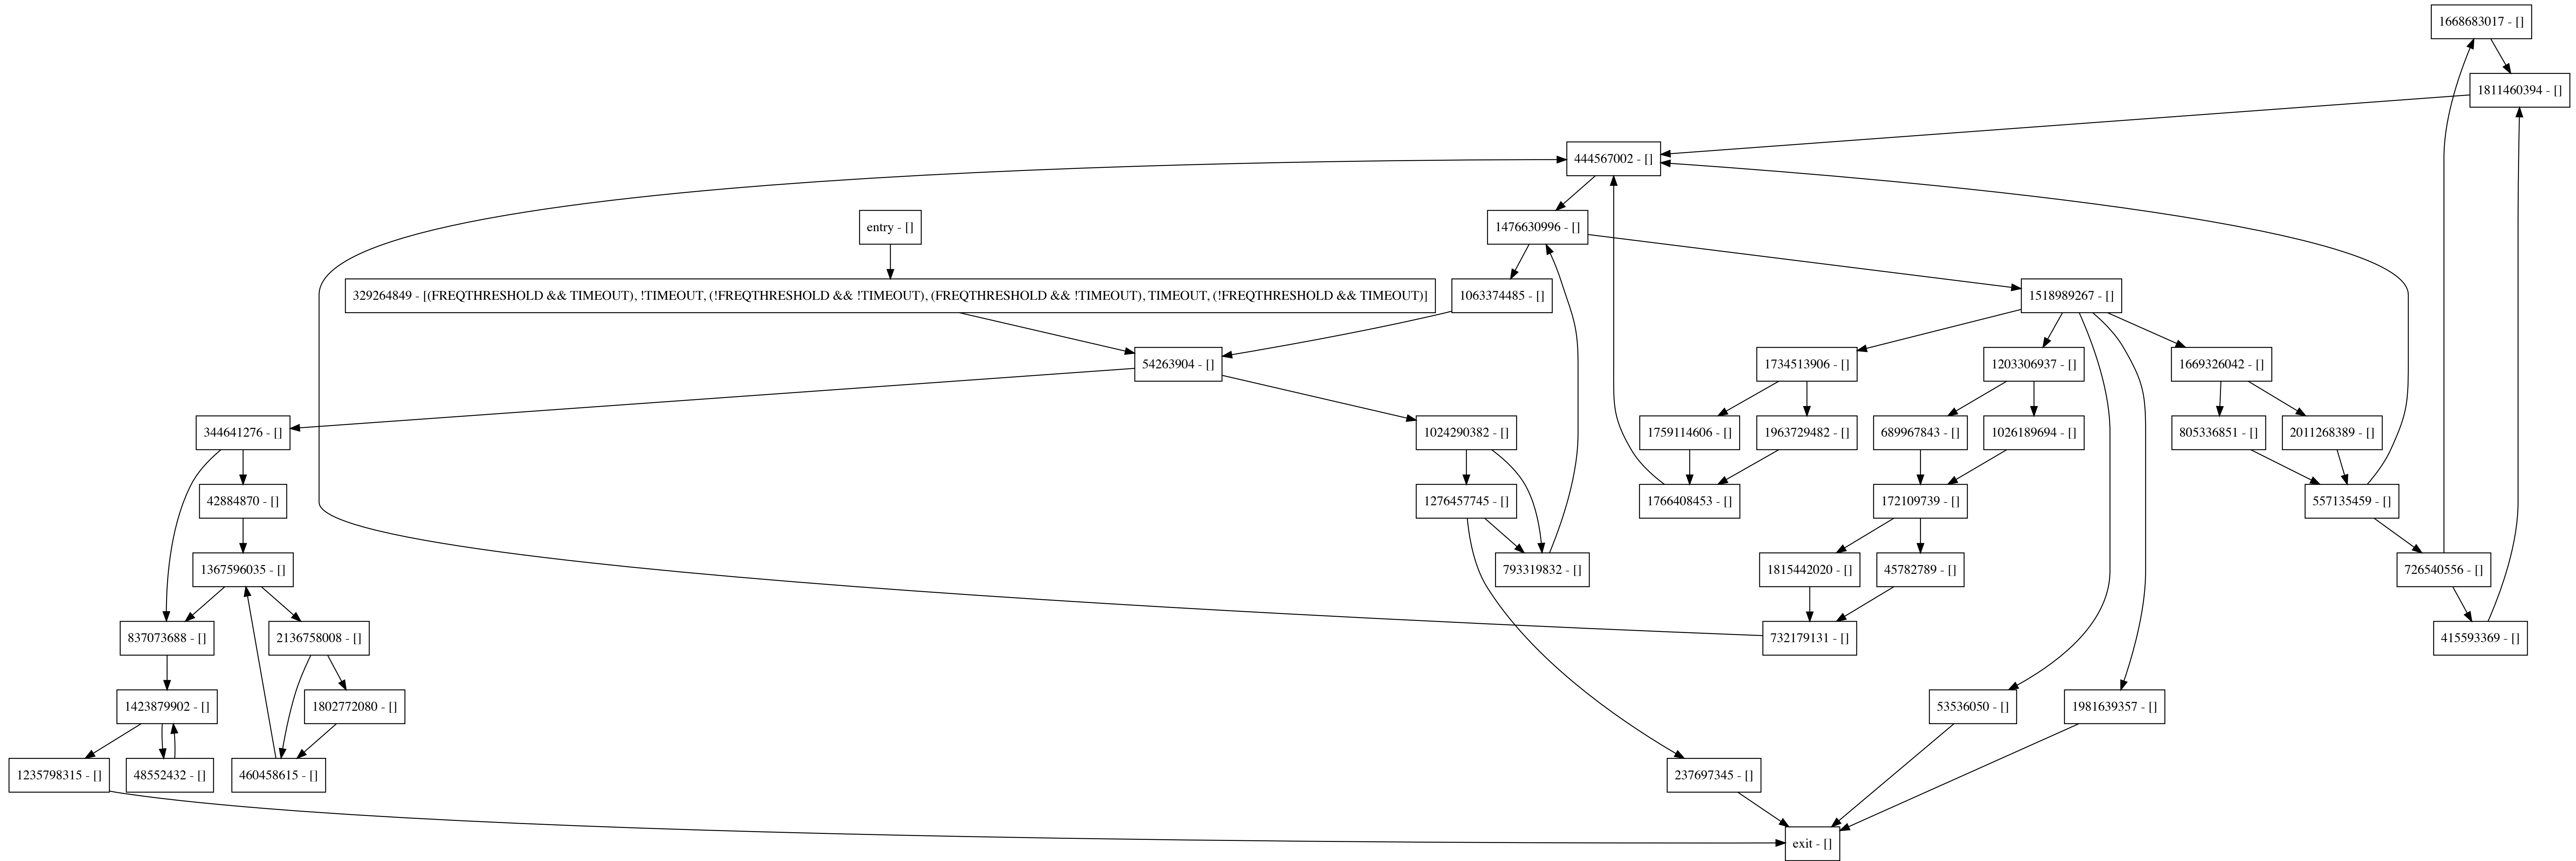 1668683017 - []
1811460394 - []
444567002 - []
entry - []
1476630996 - []
329264849 - [(FREQTHRESHOLD && TIMEOUT), !TIMEOUT, (!FREQTHRESHOLD && !TIMEOUT), (FREQTHRESHOLD && !TIMEOUT), TIMEOUT, (!FREQTHRESHOLD && TIMEOUT)]
1063374485 - []
1518989267 - []
54263904 - []
1734513906 - []
1203306937 - []
1669326042 - []
344641276 - []
1024290382 - []
1759114606 - []
1963729482 - []
689967843 - []
1026189694 - []
805336851 - []
2011268389 - []
42884870 - []
1276457745 - []
1766408453 - []
172109739 - []
557135459 - []
1367596035 - []
793319832 - []
1815442020 - []
45782789 - []
726540556 - []
837073688 - []
2136758008 - []
732179131 - []
415593369 - []
1423879902 - []
1802772080 - []
53536050 - []
1981639357 - []
1235798315 - []
48552432 - []
460458615 - []
237697345 - []
exit - []